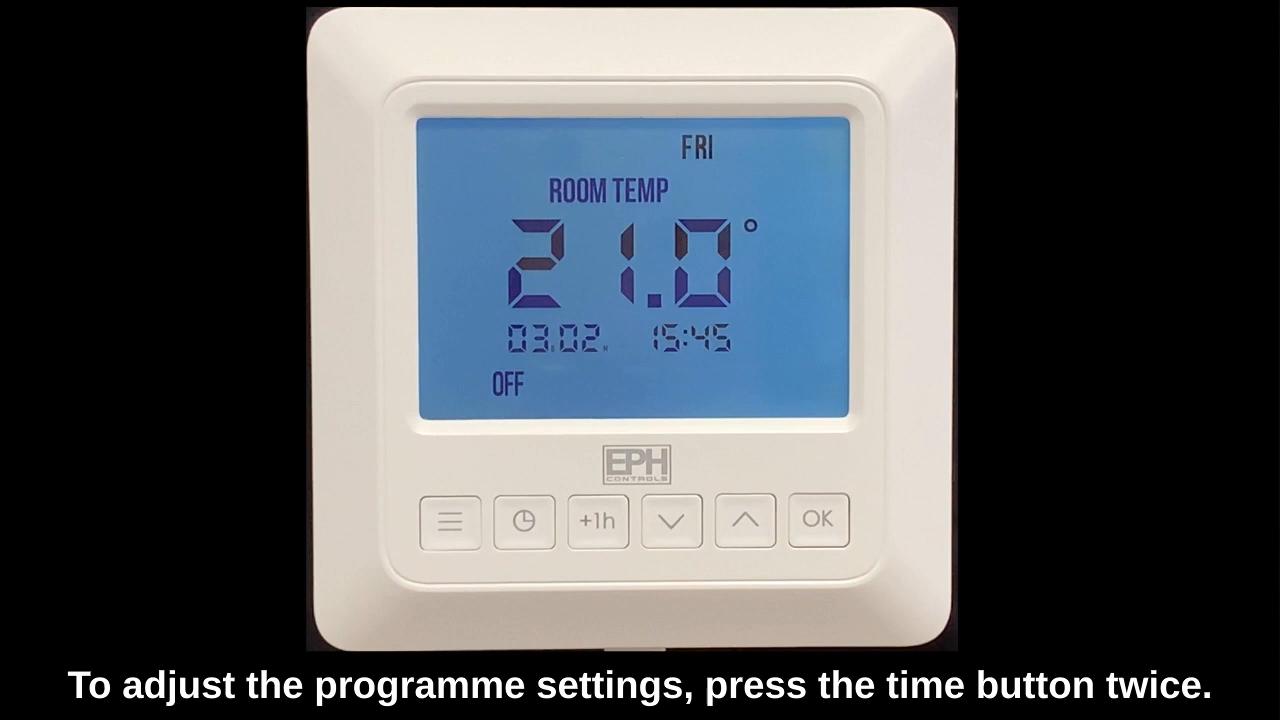 FRI
ROOM TEMP
21.0°
03.02 15:45
OFF
EPH
CONTROLS
+1h OK
To adjust the programme settings, press the time button twice.